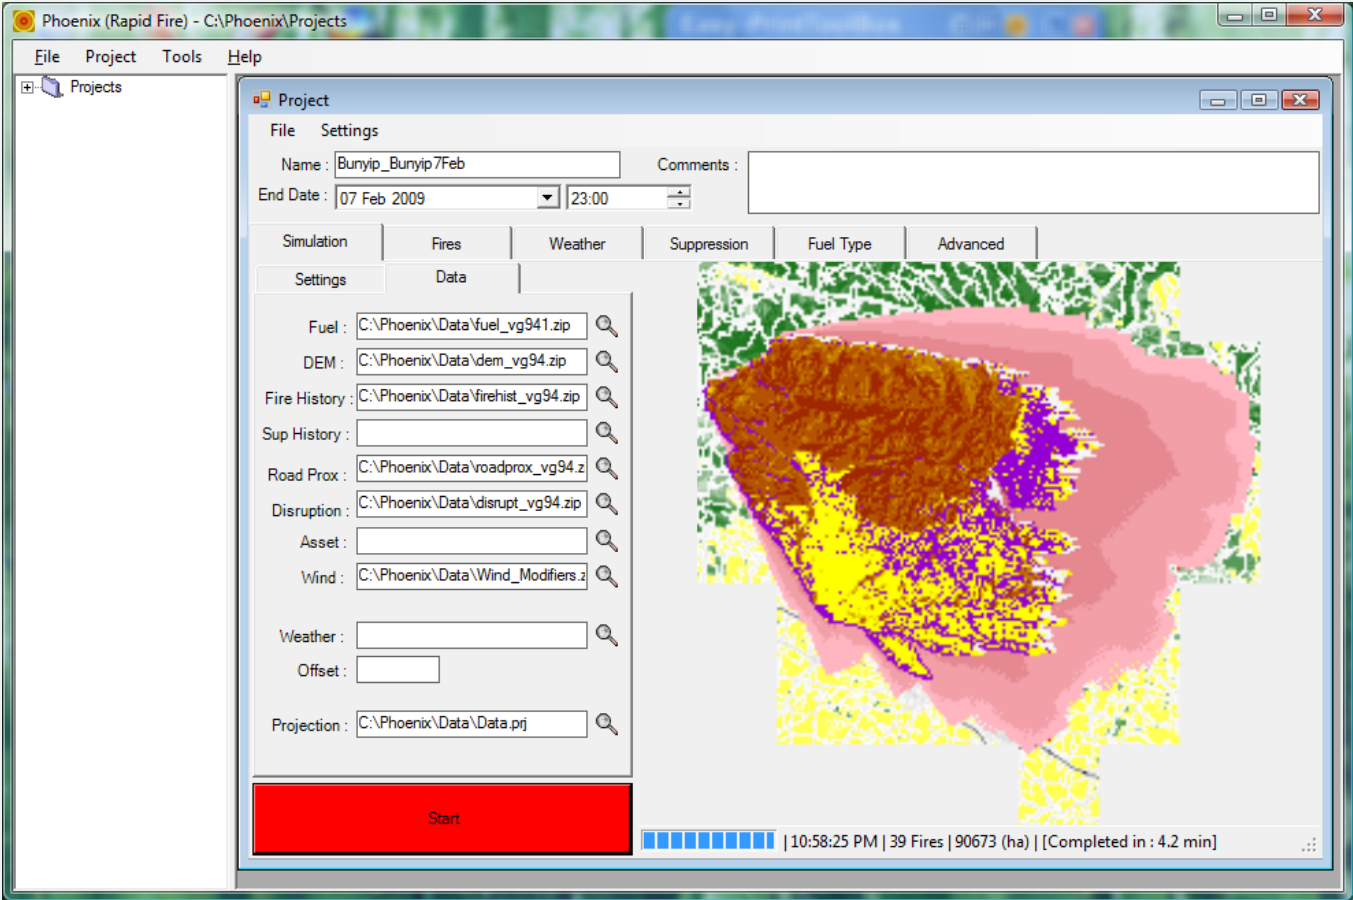 Phoenix (Rapid Fire) - C:\Phoenix\Projects
File Project Tools Help
Projects
Project
File Settings
Name : Bunyip_Bunyip7Feb Comments :
End Date : 07 Feb 2009 23:00
Simulation Fires Weather Suppression Fuel Type Advanced
Settings Data
Fuel : C:\Phoenix\Data\fuel_vg941.zip
DEM : C:\Phoenix\Data\dem_vg94.zip
Fire History : C:\Phoenix\Data\firehist_vg94.zip
Sup History :
Road Prox : C:\Phoenix\Data\roadprox_vg94.z
Disruption : C:\Phoenix\Data\disrupt_vg94.zip
Asset :
Wind : C:\Phoenix\Data\Wind_Modifiers.z
Weather :
Offset :
Projection : C:\Phoenix\Data\Data.prj
Start
| 10:58:25 PM | 39 Fires | 90673 (ha) | [Completed in : 4.2 min]